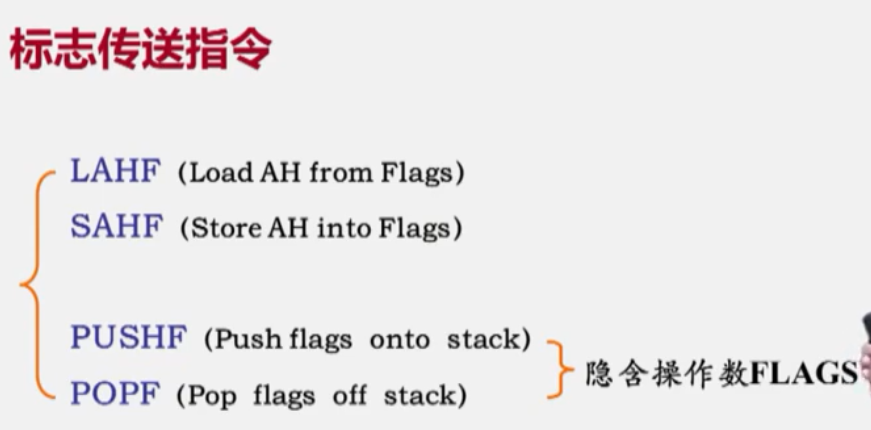 标志传送指令
LAHF (Load AH from Flags)
SAHF (Store AH into Flags)
PUSHF (Push flags onto stack)
POPF (Pop flags off stack)
隐含操作数FLAGS